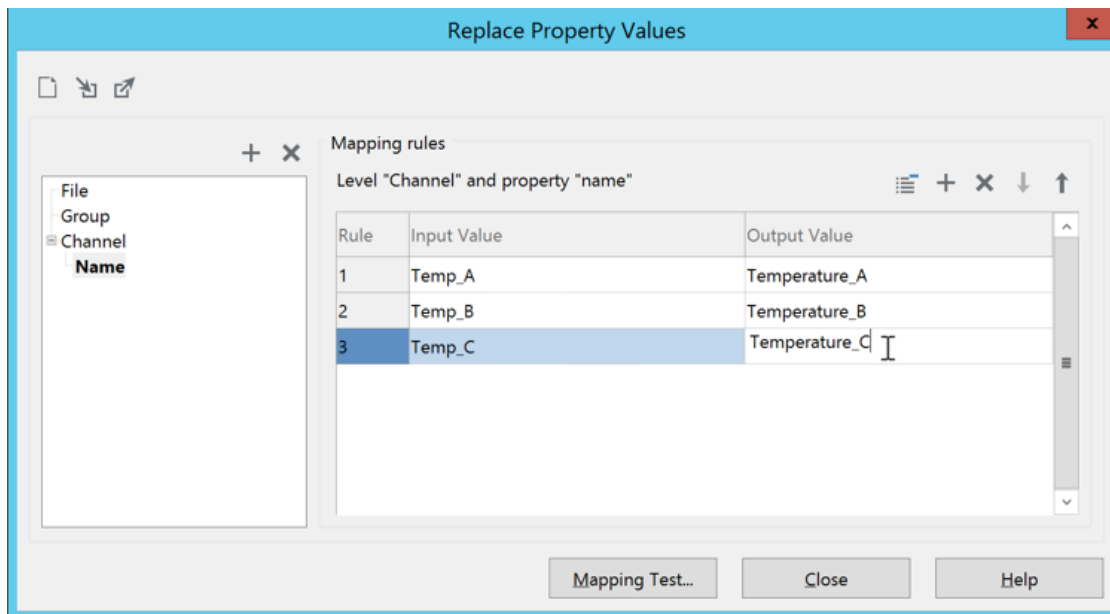 Replace Property Values
x
Mapping rules
Level "Channel" and property "name"
File
Group
Channel
Name
Rule Input Value Output Value
1 Temp_A Temperature_A
2 Temp_B Temperature_B
3 Temp_C Temperature_C
Mapping Test... Close Help